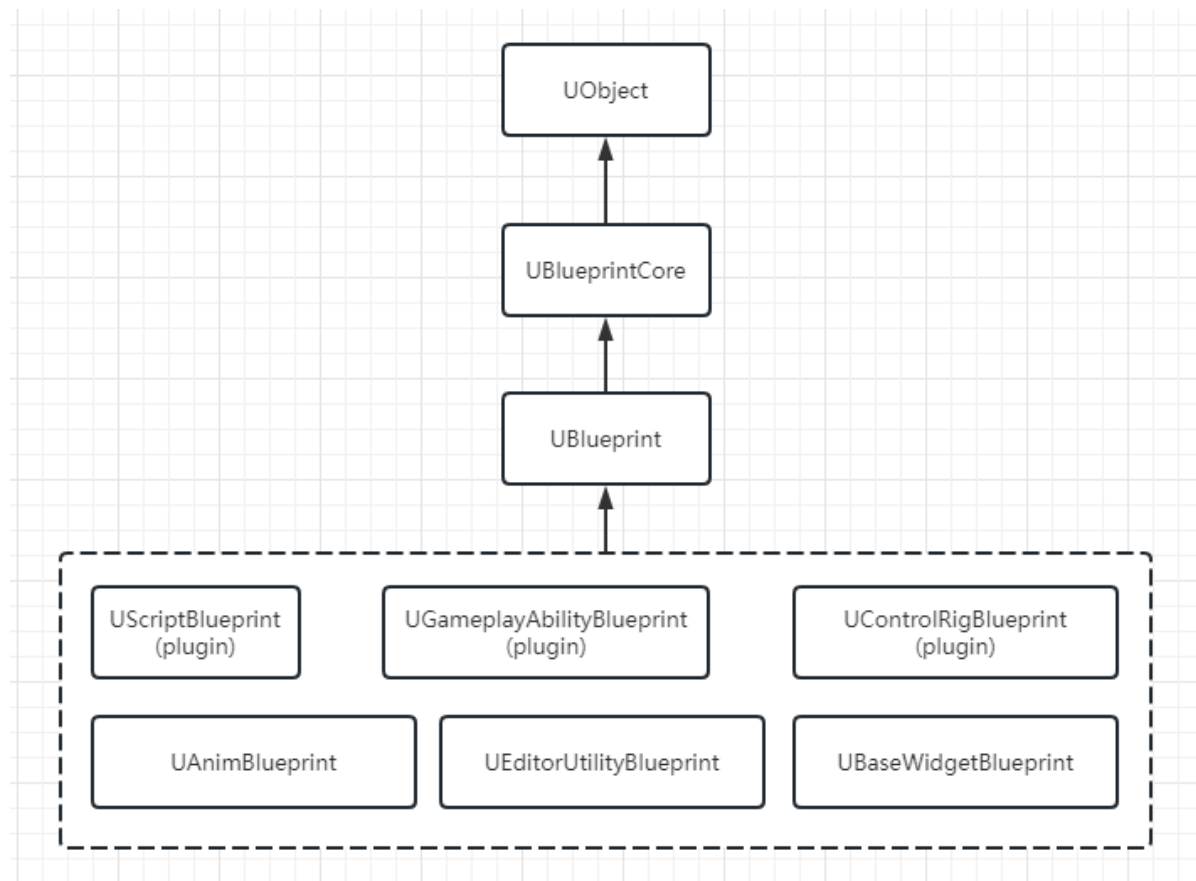 UObject
UBlueprintCore
UBlueprint
UScriptBlueprint
(plugin)
UGameplayAbilityBlueprint
(plugin)
UControlRigBlueprint
(plugin)
UAnimBlueprint
UEditorUtilityBlueprint
UBaseWidgetBlueprint